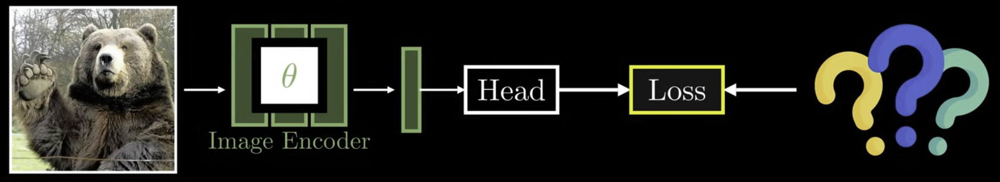 θ
Image Encoder
Head
Loss
???